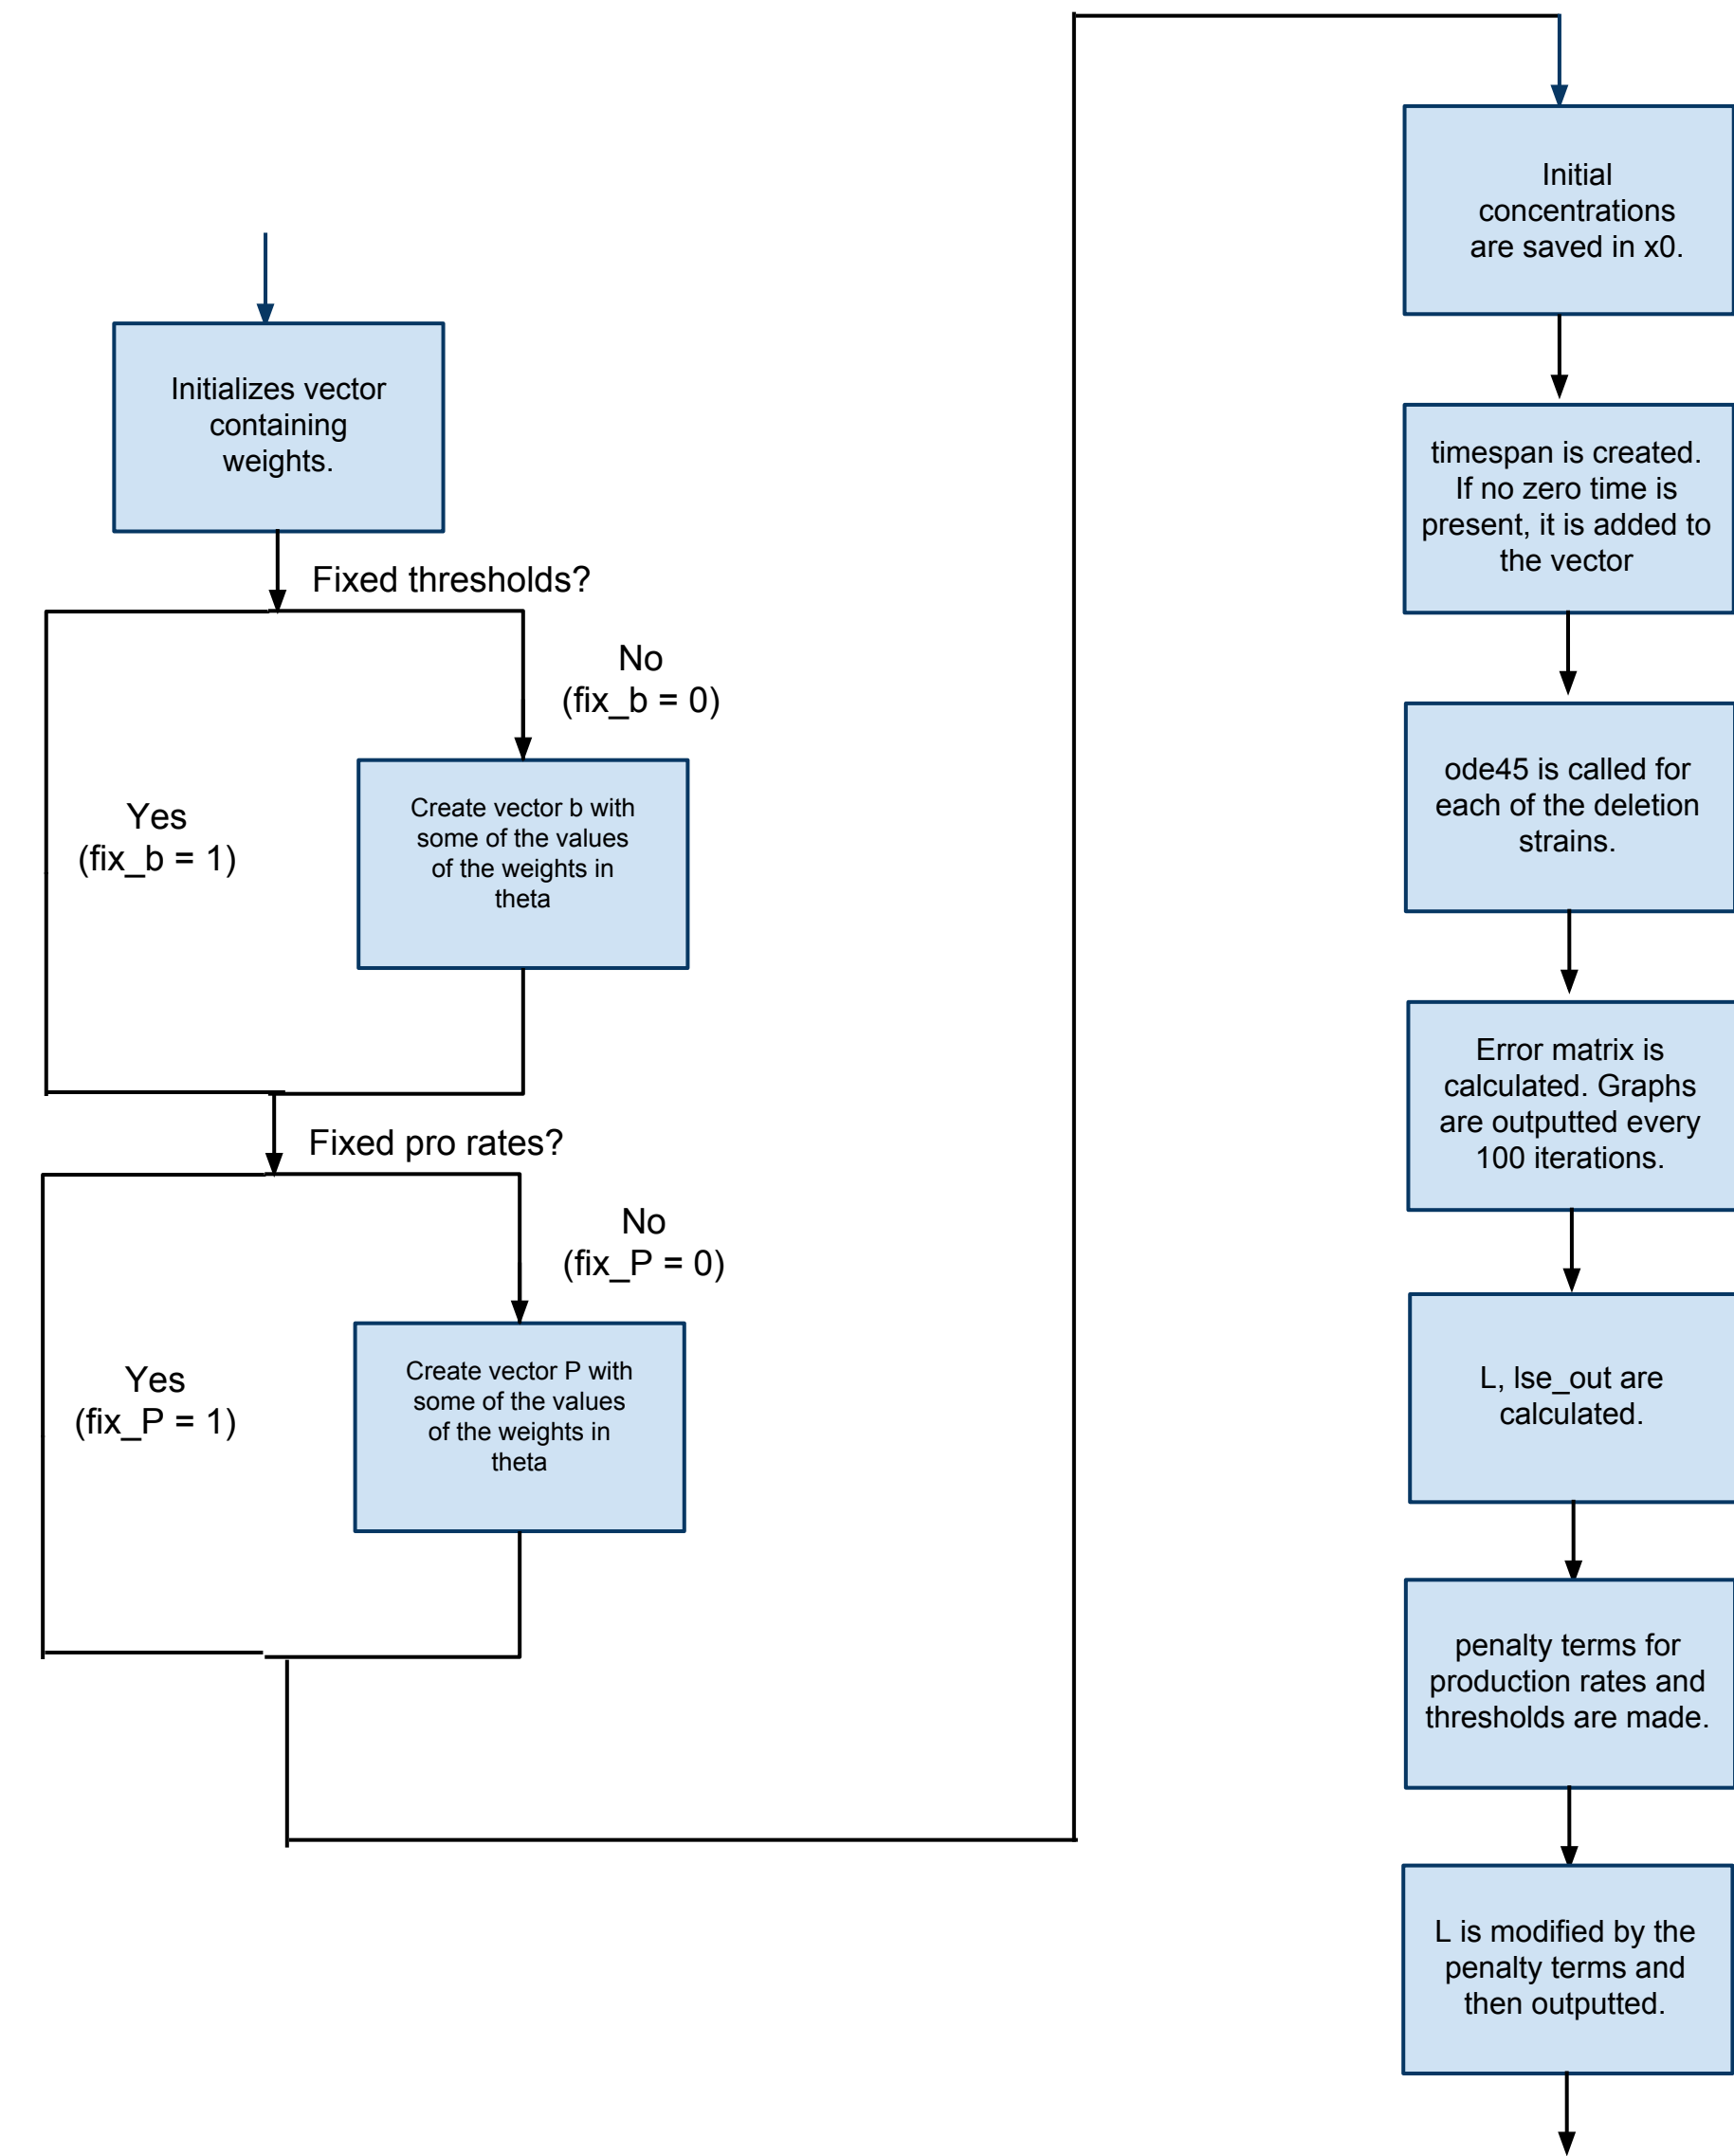 Initializes vector
containing
weights.
Fixed thresholds?
No
(fix_b = 0)
Yes
(fix_b = 1)
Create vector b with
some of the values
of the weights in
theta
Fixed pro rates?
No
(fix_P = 0)
Yes
(fix_P = 1)
Create vector P with
some of the values
of the weights in
theta
Initial
concentrations
are saved in x0.
timespan is created.
If no zero time is
present, it is added to
the vector
ode45 is called for
each of the deletion
strains.
Error matrix is
calculated. Graphs
are outputted every
100 iterations.
L, lse_out are
calculated.
penalty terms for
production rates and
thresholds are made.
L is modified by the
penalty terms and
then outputted.